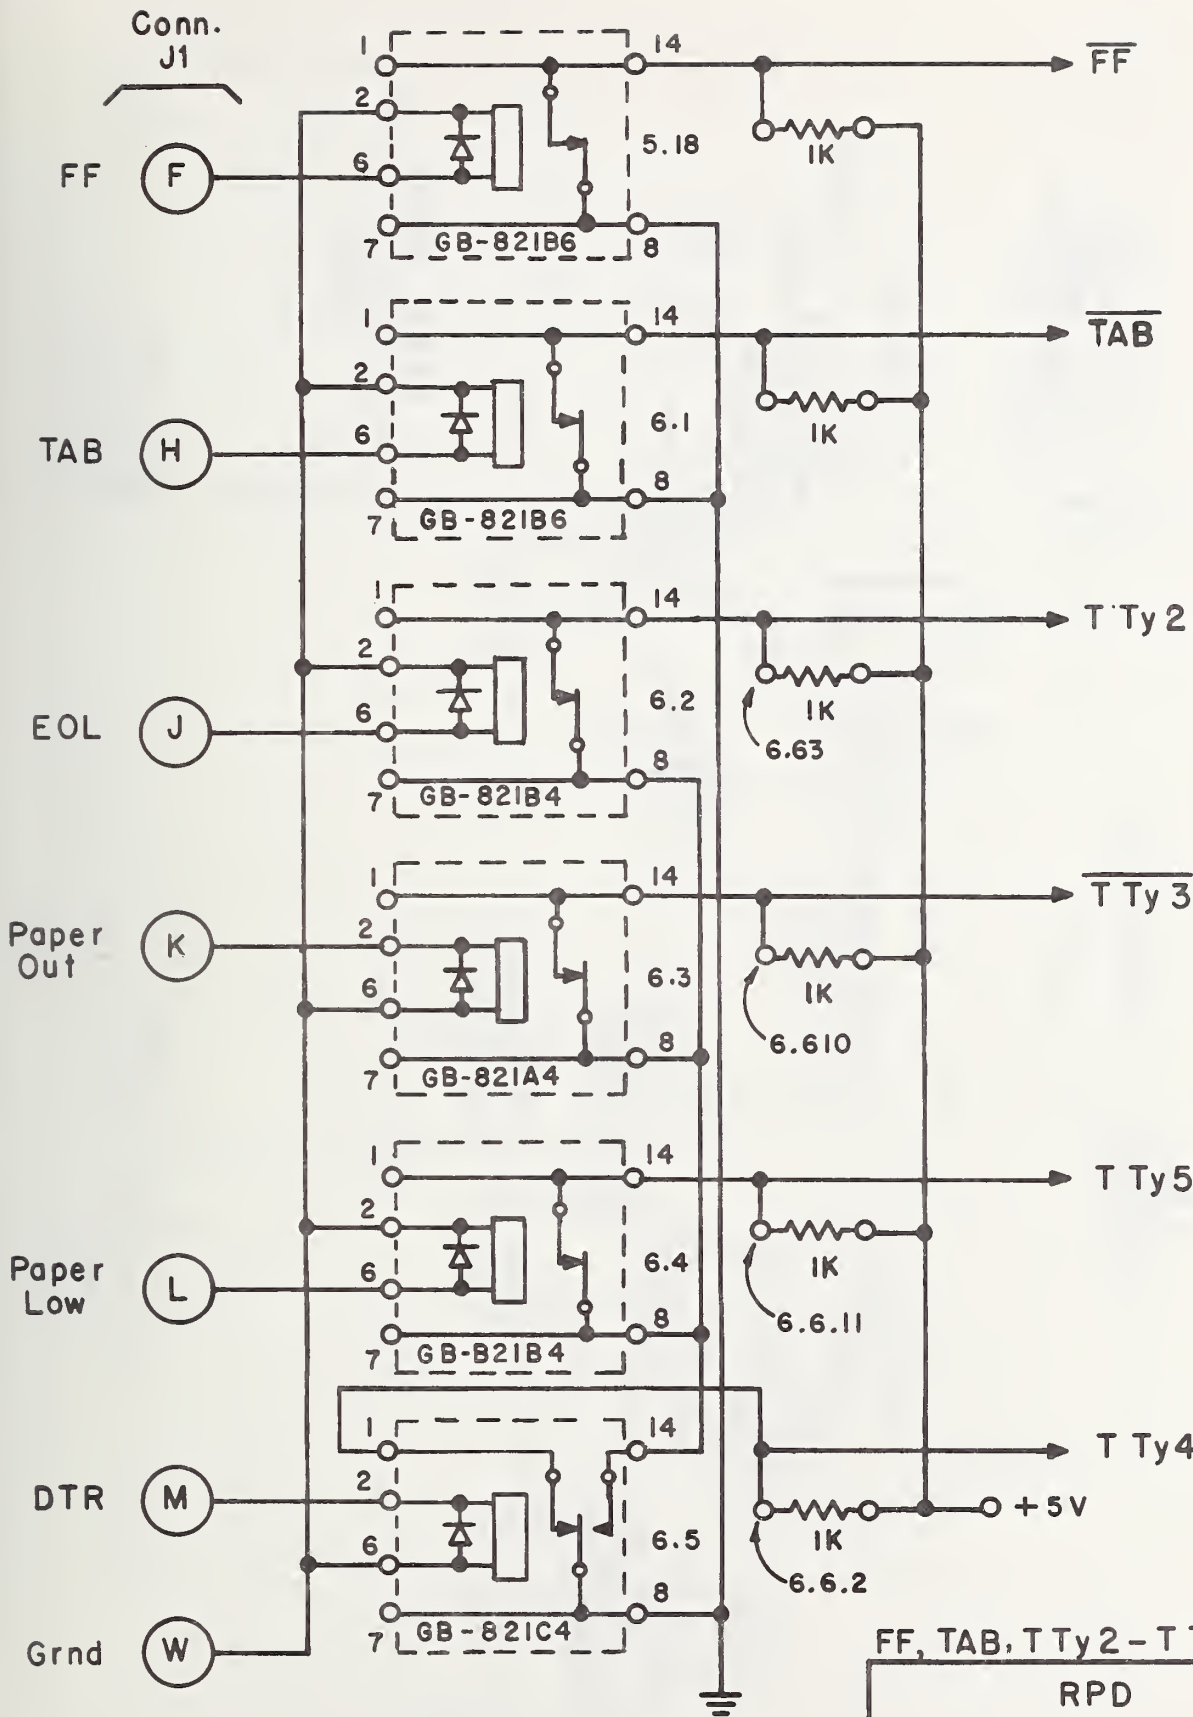 Conn.
J1
1
14
F̅F̅
2
5.18
1K
FF
F
6
7
GB-821B6
8
1
14
T̅A̅B̅
2
6.1
1K
TAB
H
6
8
7
GB-821B6
1
14
T Ty 2
2
6.2
1K
EOL
J
6
6.63
8
7
GB-821B4
1
14
T̅ ̅T̅y̅ ̅3̅
Paper
Out
K
2
6.3
1K
6
6.610
8
7
GB-821A4
1
14
T Ty 5
2
6.4
1K
Paper
Low
L
6
6.6.11
8
7
GB-B21B4
1
14
T Ty4
DTR
M
2
+5V
6.5
1K
6
6.6.2
8
7
GB-821C4
Grnd
W
FF, TAB, T Ty 2 - T T
RPD